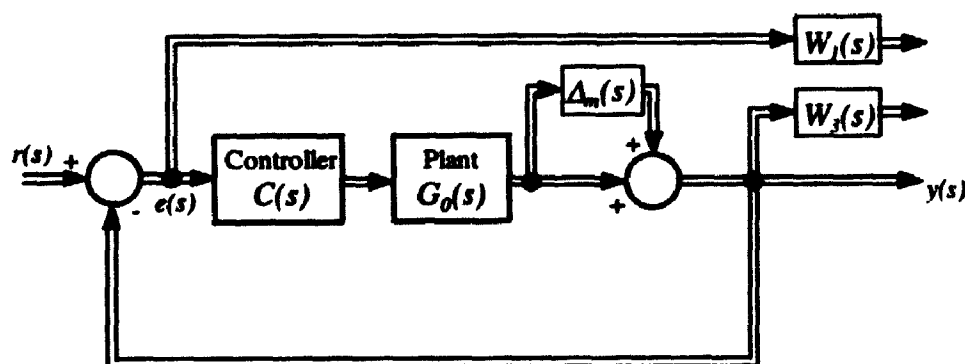 W₁(s)
Δₘ(s)
W₃(s)
r(s)
+
-
e(s)
Controller
C(s)
Plant
G₀(s)
+
+
y(s)